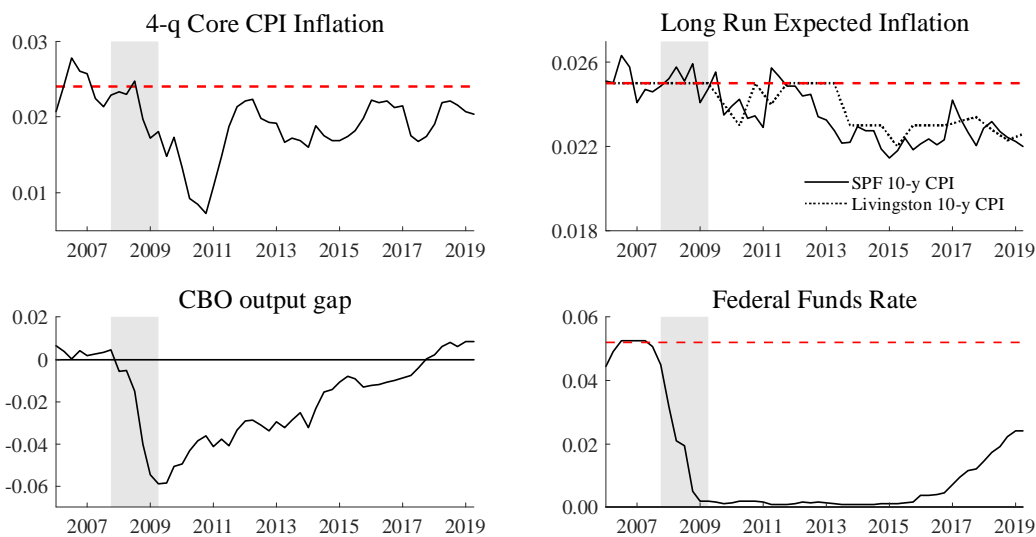 4-q Core CPI Inflation
0.03
0.02
0.01
2007 2009 2011 2013 2015 2017 2019
Long Run Expected Inflation
0.026
0.022
0.018
SPF 10-y CPI
Livingston 10-y CPI
2007 2009 2011 2013 2015 2017 2019
CBO output gap
0.02
0
-0.02
-0.04
-0.06
2007 2009 2011 2013 2015 2017 2019
Federal Funds Rate
0.06
0.04
0.02
0.00
2007 2009 2011 2013 2015 2017 2019